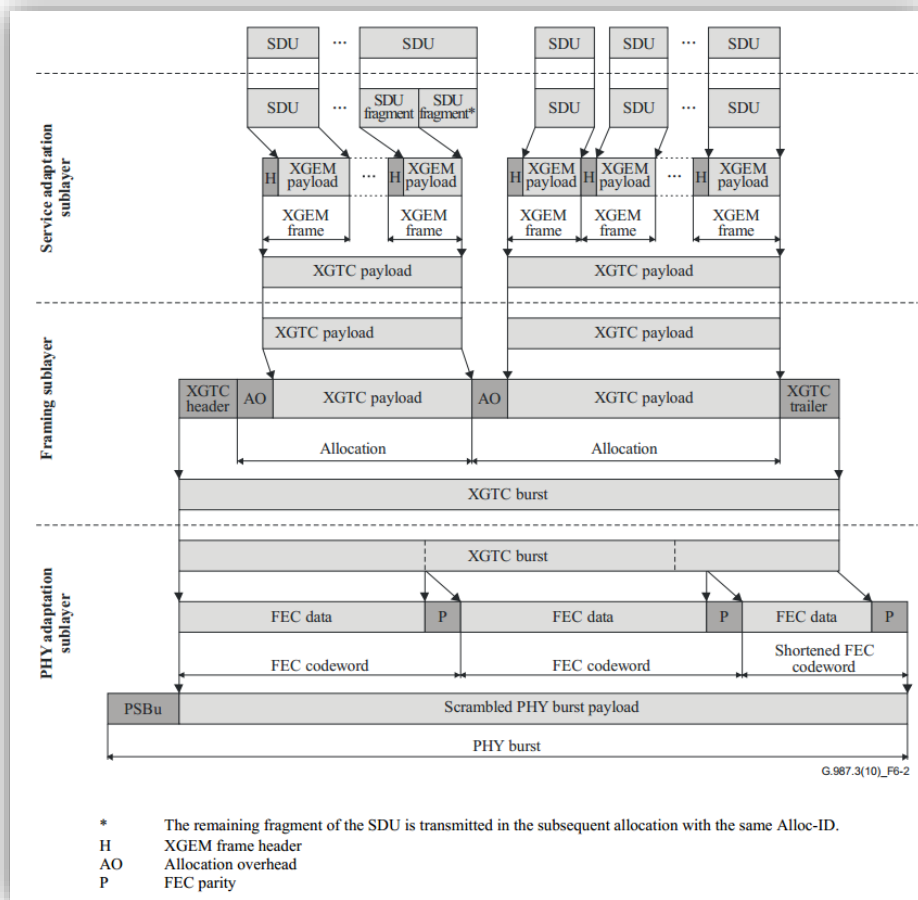 SDU ... SDU SDU SDU ... SDU
Service adaptation
sublayer
SDU ... SDU
fragment SDU
fragment* SDU SDU ... SDU
H XGEM
payload ... H XGEM
payload H XGEM
payload H XGEM
payload ... H XGEM
payload
XGEM
frame XGEM
frame XGEM
frame XGEM
frame XGEM
frame
XGTC payload XGTC payload
Framing sublayer
XGTC payload XGTC payload
XGTC
header AO XGTC payload AO XGTC payload XGTC
trailer
Allocation Allocation
XGTC burst
PHY adaptation
sublayer
XGTC burst
FEC data P FEC data P FEC data P
FEC codeword FEC codeword Shortened FEC
codeword
PSBu Scrambled PHY burst payload
PHY burst
G.987.3(10)_F6-2
* The remaining fragment of the SDU is transmitted in the subsequent allocation with the same Alloc-ID.
H XGEM frame header
AO Allocation overhead
P FEC parity